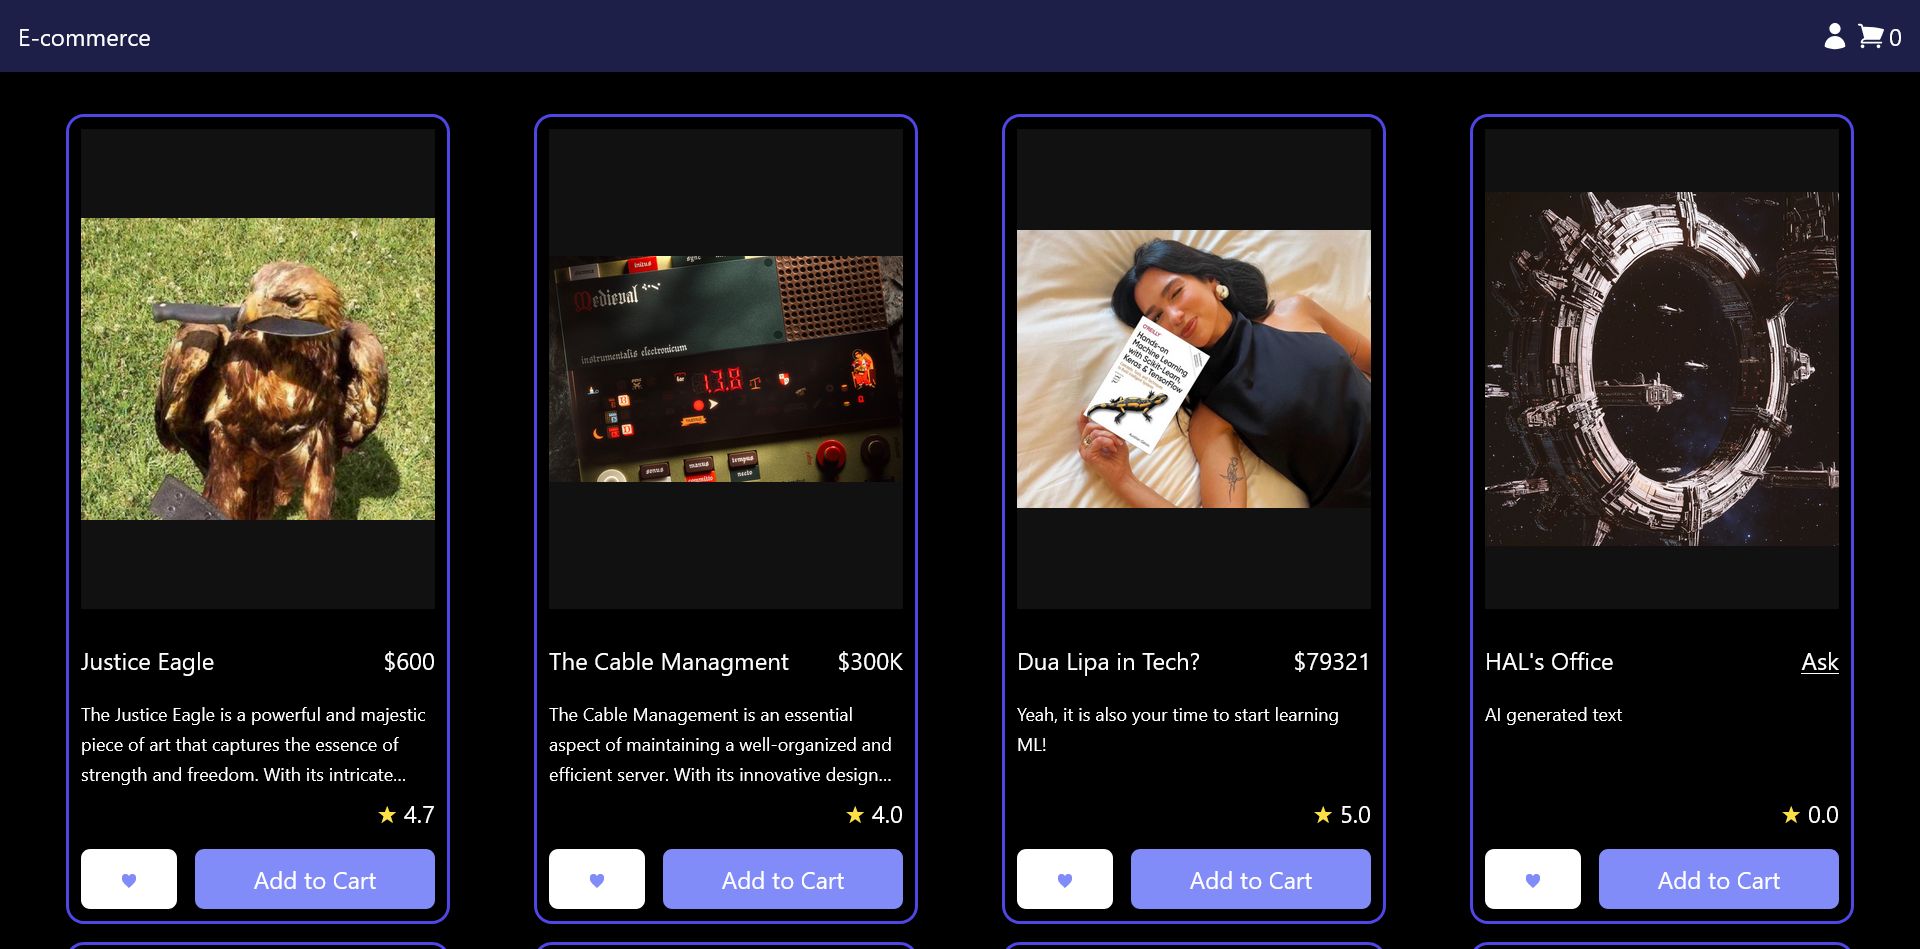 E-commerce
0
Medieval
instrumentalis electronicum
initus
sync
13.8
sonus
manus
tempus
committo
necto
O'REILLY
Hands-on
Machine Learning
with Scikit-Learn,
Keras & TensorFlow
Justice Eagle
$600
The Justice Eagle is a powerful and majestic
piece of art that captures the essence of
strength and freedom. With its intricate...
4.7
Add to Cart
The Cable Managment
$300K
The Cable Management is an essential
aspect of maintaining a well-organized and
efficient server. With its innovative design...
4.0
Add to Cart
Dua Lipa in Tech?
$79321
Yeah, it is also your time to start learning
ML!
5.0
Add to Cart
HAL's Office
Ask
AI generated text
0.0
Add to Cart